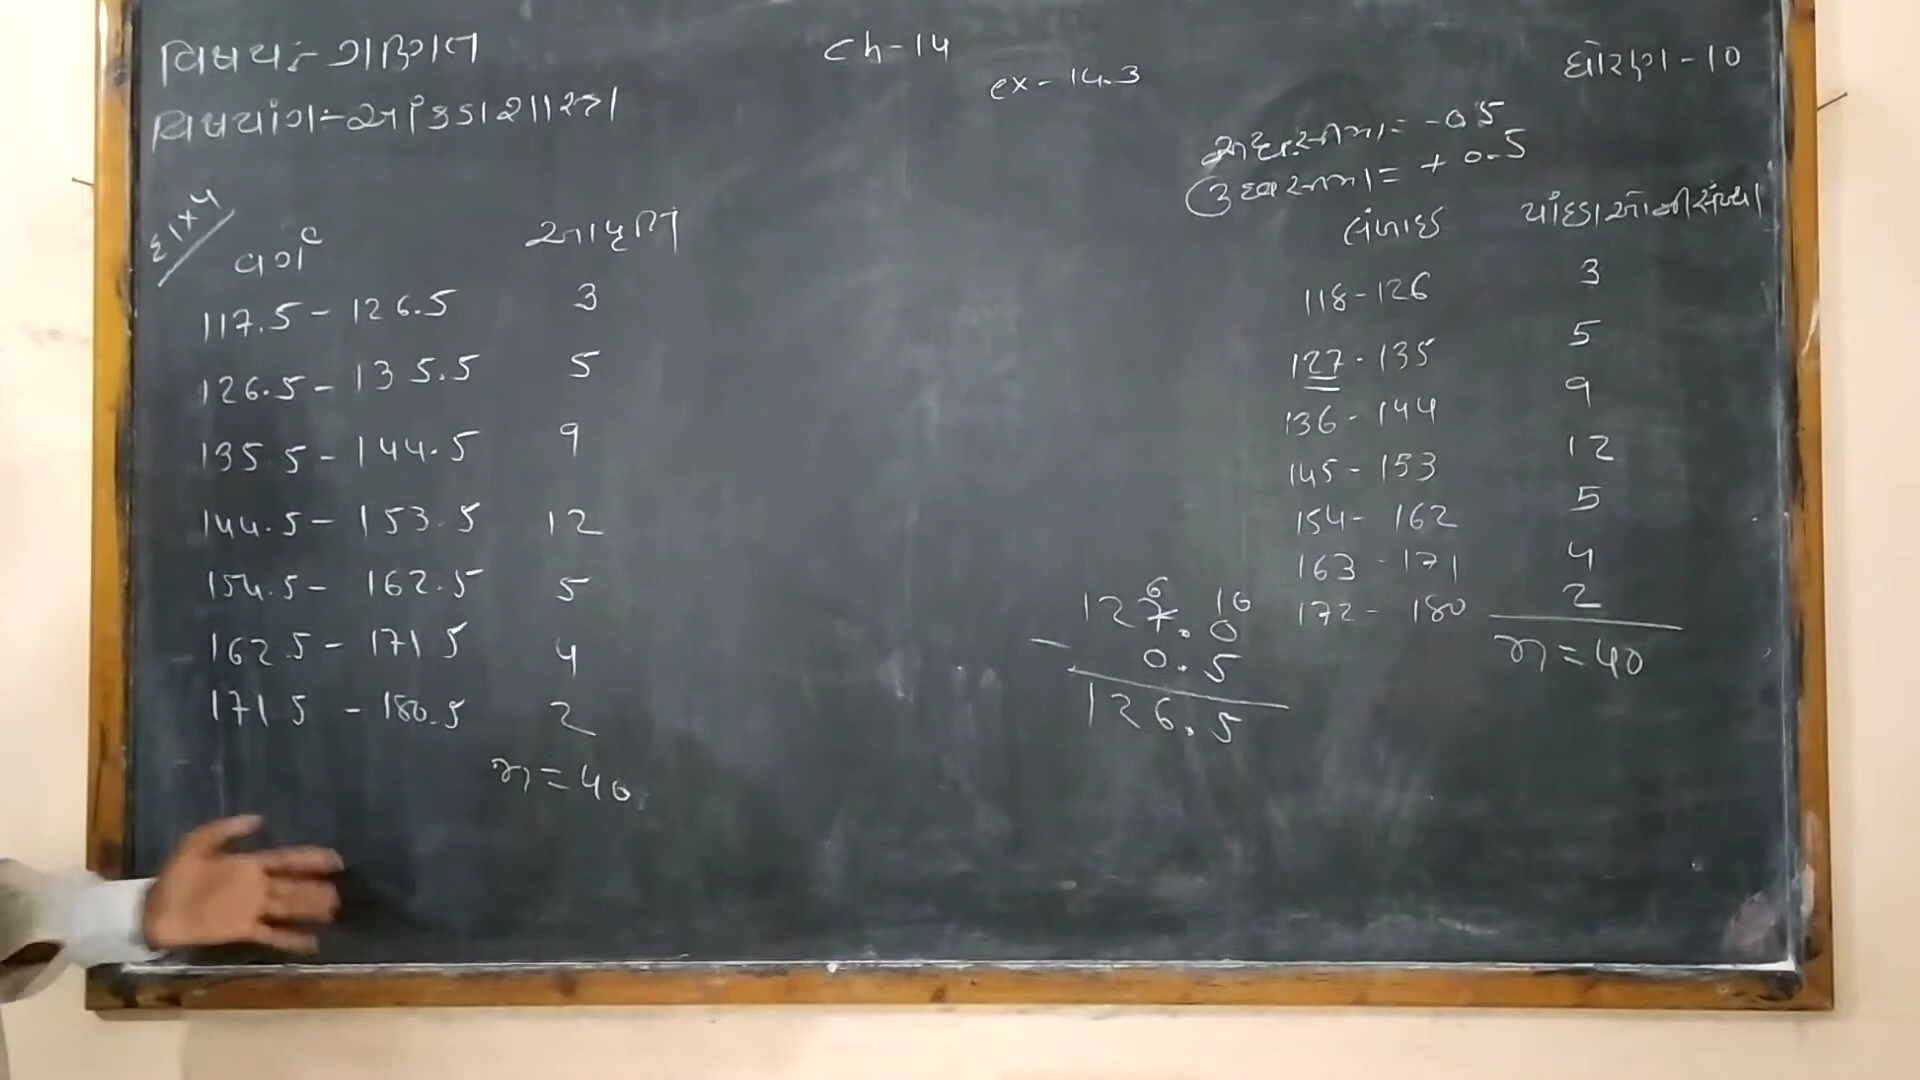 વિષય:- ગણિત
Ch-14
ex-14.3
ધોરણ-10
વિષયાંગ:- આંકડાશાસ્ત્ર
અધઃસીમા = -0.5
ઉર્ધ્વસીમા = + 0.5
દા 4
વર્ગ આવૃત્તિ
117.5 - 126.5 3
126.5 - 135.5 5
135 5 - 144.5 9
144.5 - 153.5 12
154.5 - 162.5 5
162.5 - 171 5 4
171 5 - 180.5 2
n = 40
લંબાઈ પાંદડાઓની સંખ્યા
118-126 3
127-135 5
136-144 9
145-153 12
154-162 5
163-171 4
172-180 2
n = 40
6 10
127.0
- 0.5
126.5